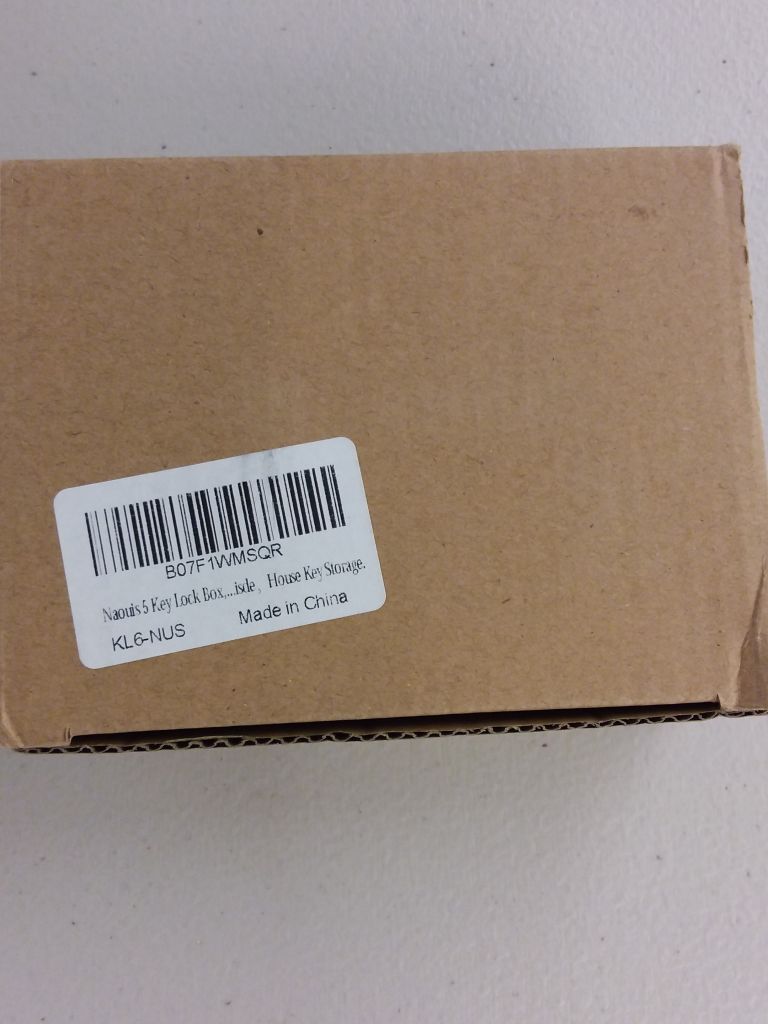 B07F1WMSQR
Naouis 5 Key Lock Box,...isde , House Key Storage.
KL6-NUS Made in China